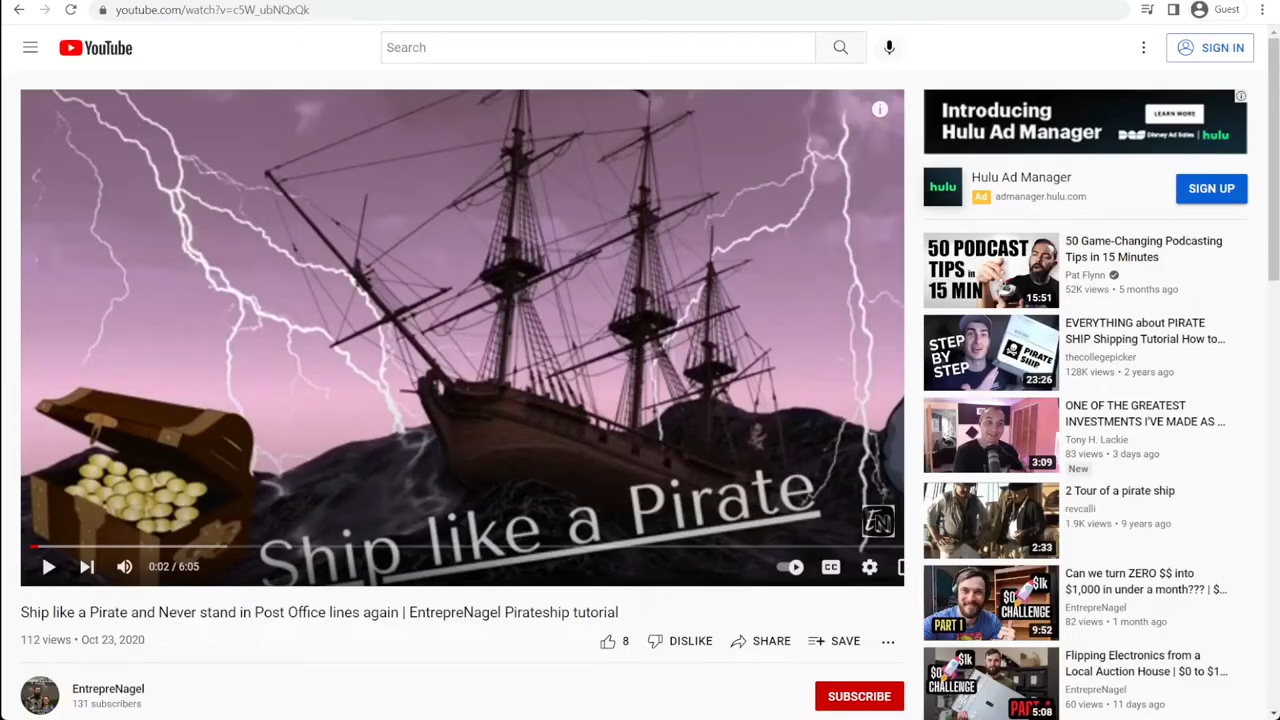 youtube.com/watch?v=c5W_ubNQxQk
Guest
YouTube
Search
SIGN IN
Ship like a Pirate
EN
0:02 / 6:05
CC
Ship like a Pirate and Never stand in Post Office lines again | EntrepreNagel Pirateship tutorial
112 views • Oct 23, 2020
8 DISLIKE SHARE SAVE
EntrepreNagel
131 subscribers
SUBSCRIBE
Introducing
Hulu Ad Manager
LEARN MORE
Disney Ad Sales | hulu
hulu
Hulu Ad Manager
Ad admanager.hulu.com
SIGN UP
50 PODCAST
TIPS in
15 MIN
15:51
50 Game-Changing Podcasting
Tips in 15 Minutes
Pat Flynn
52K views • 5 months ago
STEP
BY
STEP
PIRATE
SHIP
23:26
EVERYTHING about PIRATE
SHIP Shipping Tutorial How to...
thecollegepicker
128K views • 2 years ago
3:09
ONE OF THE GREATEST
INVESTMENTS I'VE MADE AS ...
Tony H. Lackie
83 views • 3 days ago
New
2:33
2 Tour of a pirate ship
revcalli
1.9K views • 9 years ago
$1k
$0
CHALLENGE
PART 1
9:52
Can we turn ZERO $$ into
$1,000 in under a month??? | $...
EntrepreNagel
82 views • 1 month ago
$1k
$0
CHALLENGE
PART
5:08
Flipping Electronics from a
Local Auction House | $0 to $1...
EntrepreNagel
60 views • 11 days ago